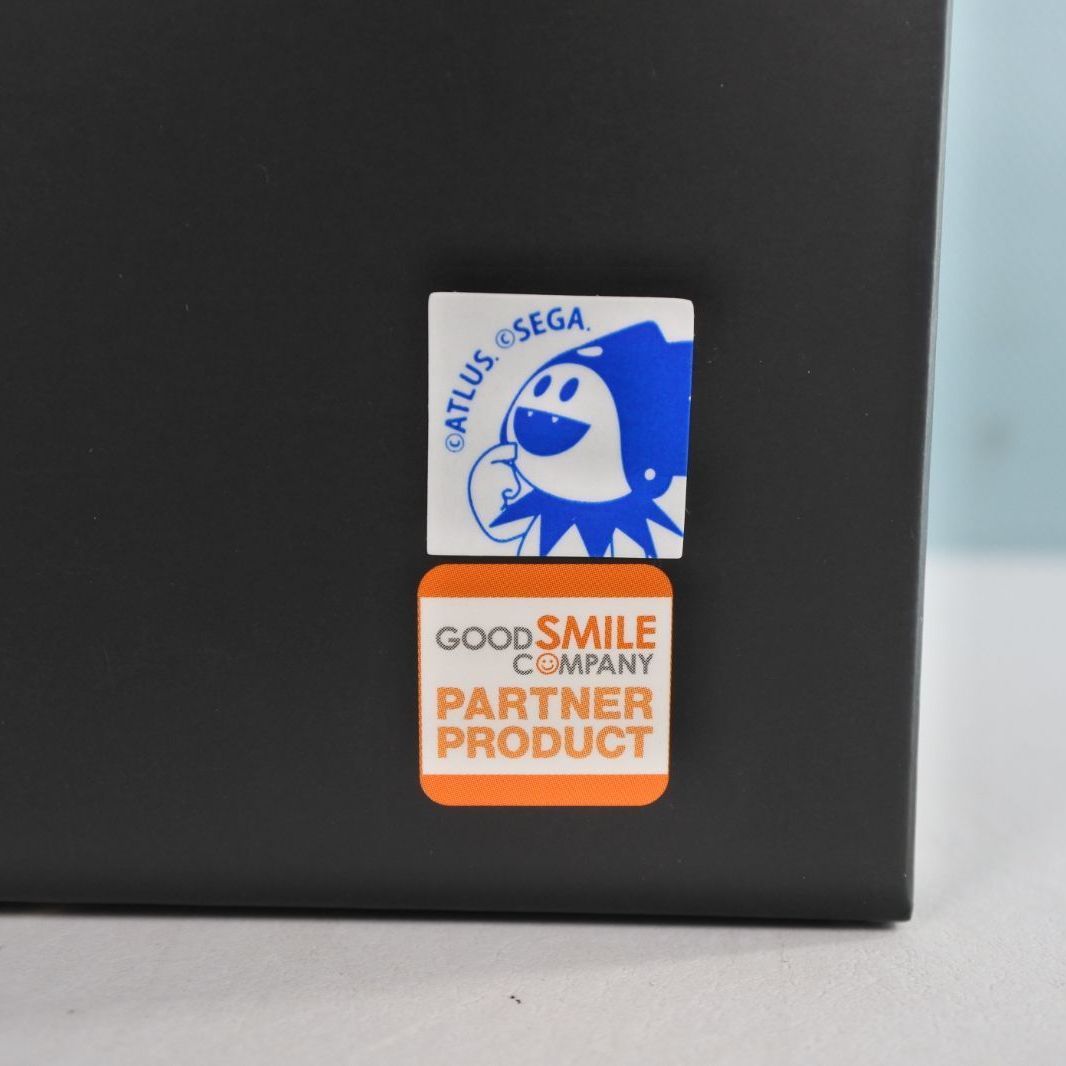 ©ATLUS. ©SEGA.
GOOD SMILE
COMPANY
PARTNER
PRODUCT